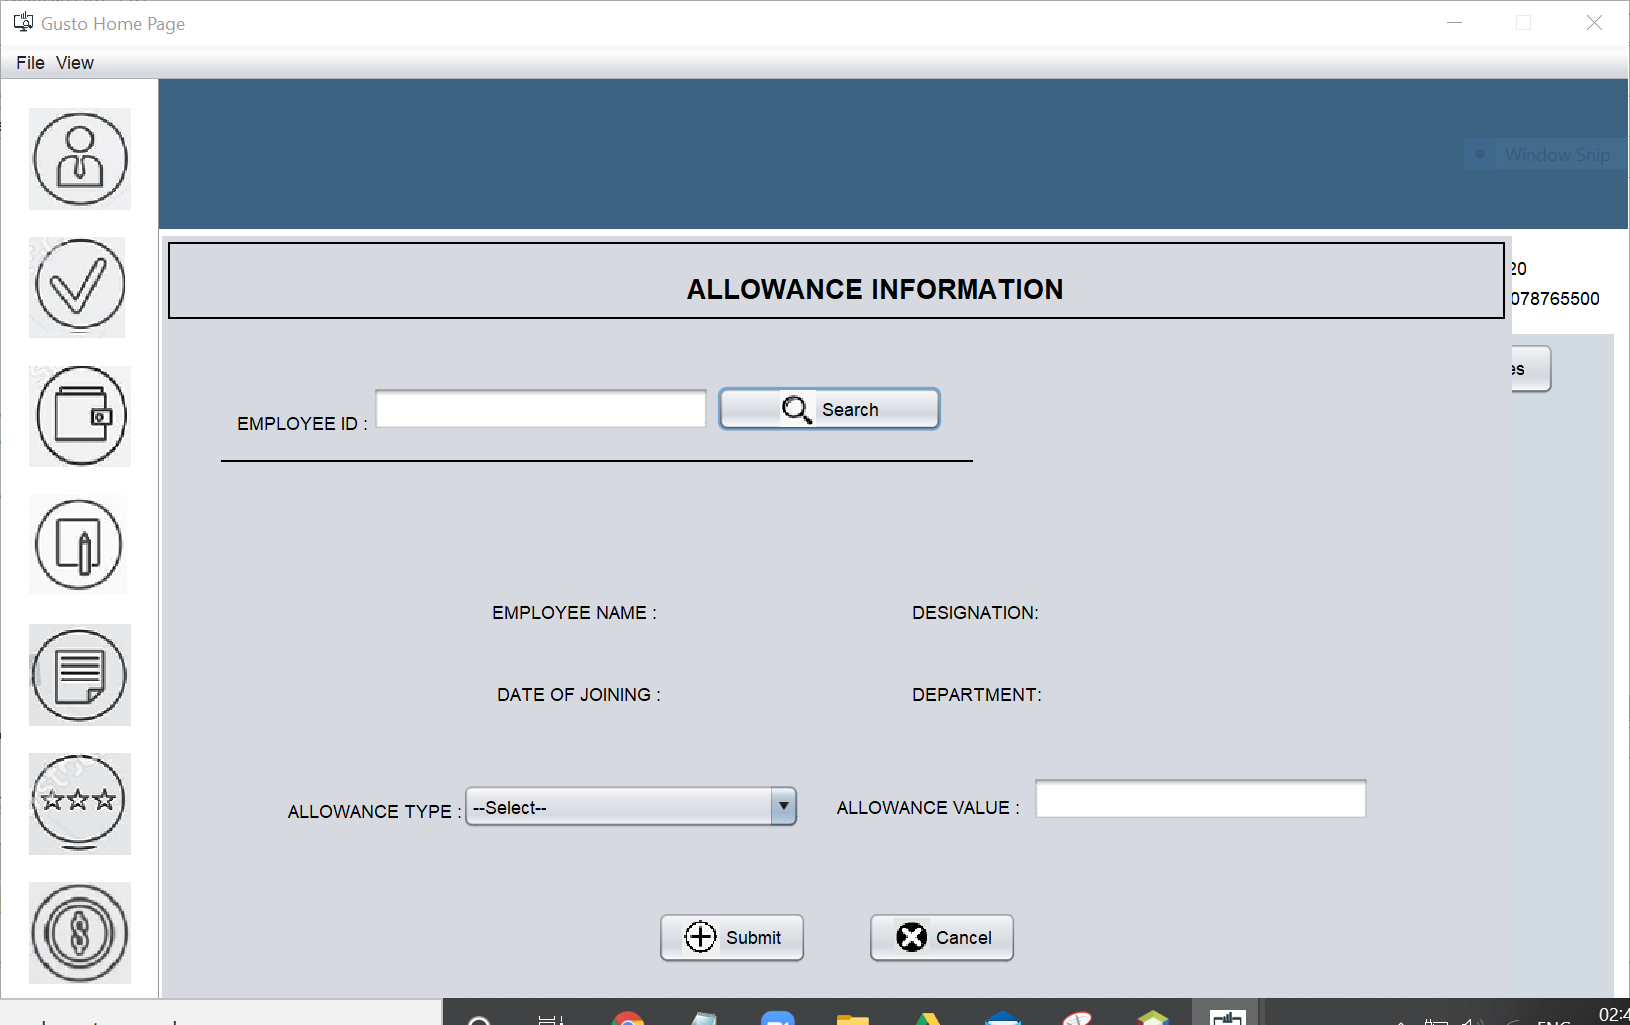 Gusto Home Page
File View
Window Snip
ALLOWANCE INFORMATION
20
078765500
es
EMPLOYEE ID :
Search
EMPLOYEE NAME :
DESIGNATION:
DATE OF JOINING :
DEPARTMENT:
ALLOWANCE TYPE :
--Select--
ALLOWANCE VALUE :
Submit
Cancel
02:4
ENG